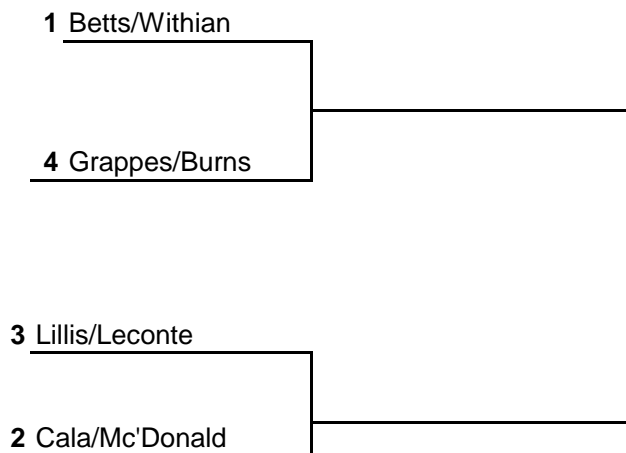 1 Betts/Withian
4 Grappes/Burns
3 Lillis/Leconte
2 Cala/Mc'Donald